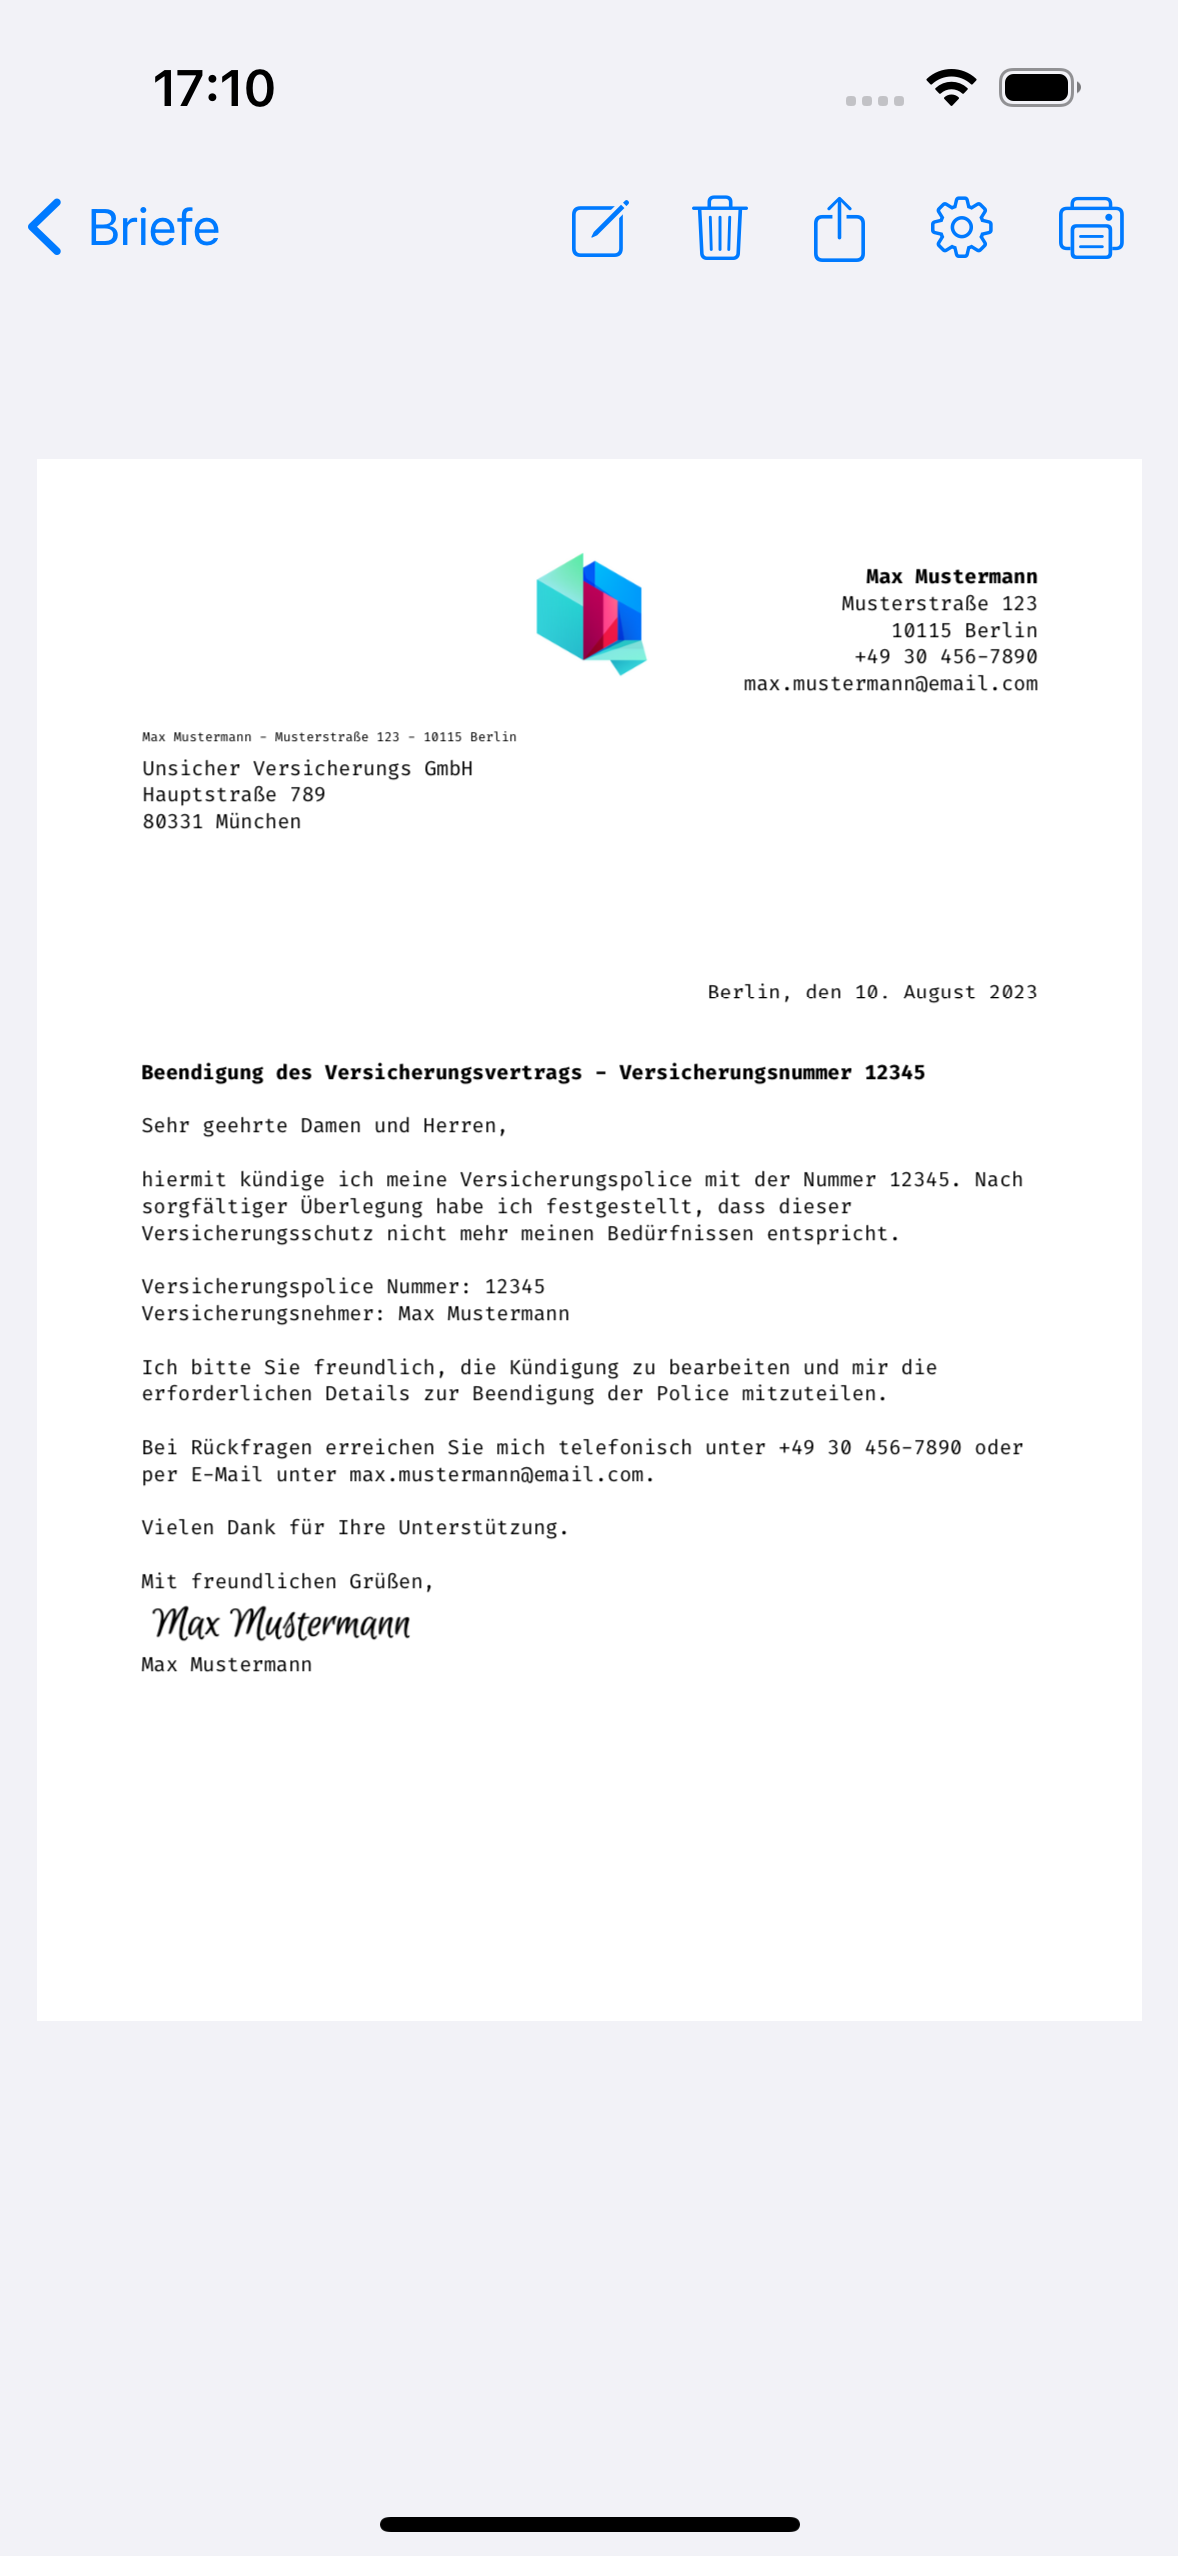 17:10
Briefe
Max Mustermann
Musterstraße 123
10115 Berlin
+49 30 456-7890
max.mustermann@email.com
Max Mustermann - Musterstraße 123 - 10115 Berlin
Unsicher Versicherungs GmbH
Hauptstraße 789
80331 München
Berlin, den 10. August 2023
Beendigung des Versicherungsvertrags - Versicherungsnummer 12345
Sehr geehrte Damen und Herren,
hiermit kündige ich meine Versicherungspolice mit der Nummer 12345. Nach
sorgfältiger Überlegung habe ich festgestellt, dass dieser
Versicherungsschutz nicht mehr meinen Bedürfnissen entspricht.
Versicherungspolice Nummer: 12345
Versicherungsnehmer: Max Mustermann
Ich bitte Sie freundlich, die Kündigung zu bearbeiten und mir die
erforderlichen Details zur Beendigung der Police mitzuteilen.
Bei Rückfragen erreichen Sie mich telefonisch unter +49 30 456-7890 oder
per E-Mail unter max.mustermann@email.com.
Vielen Dank für Ihre Unterstützung.
Mit freundlichen Grüßen,
Max Mustermann
Max Mustermann